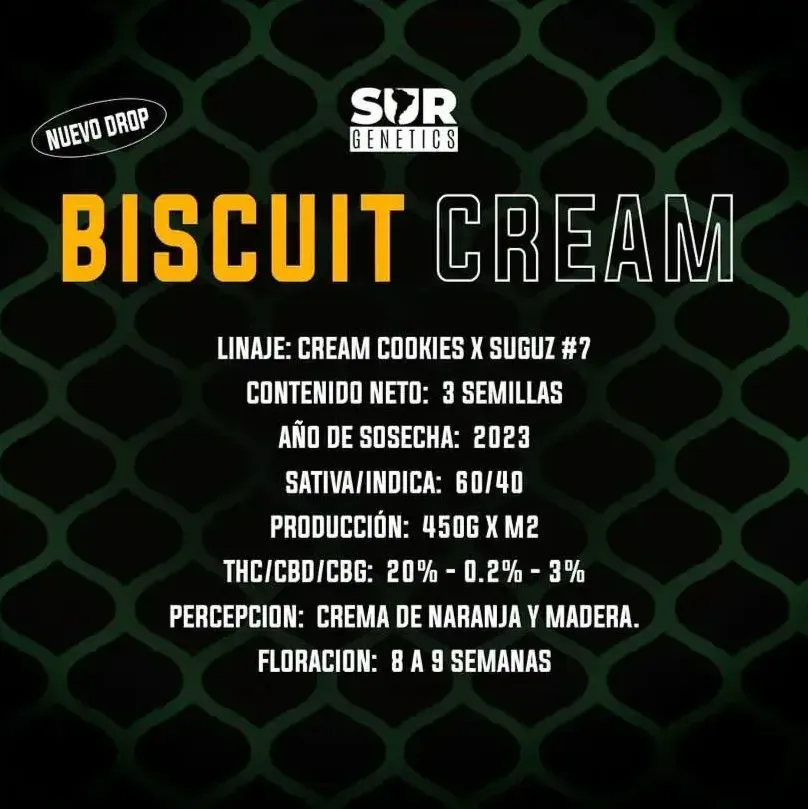 NUEVO DROP
SUR
GENETICS
BISCUIT CREAM
LINAJE: CREAM COOKIES X SUGUZ #7
CONTENIDO NETO: 3 SEMILLAS
AÑO DE SOSECHA: 2023
SATIVA/INDICA: 60/40
PRODUCCIÓN: 450G X M2
THC/CBD/CBG: 20% - 0.2% - 3%
PERCEPCION: CREMA DE NARANJA Y MADERA.
FLORACION: 8 A 9 SEMANAS